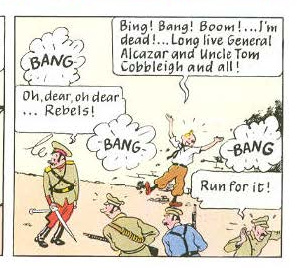 Bing! Bang! Boom!...I'm
dead!...Long live General
Alcazar and Uncle Tom
Cobbleigh and all!
BANG
Oh, dear, oh dear
... Rebels!
BANG
BANG
Run for it!